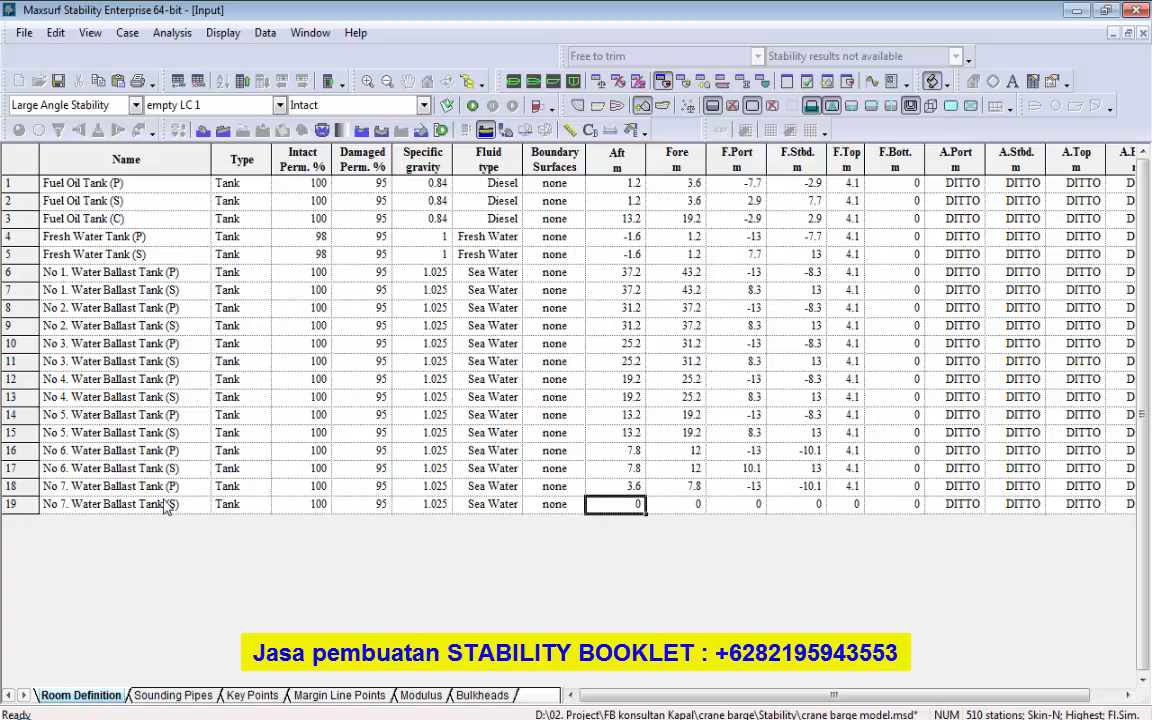 Maxsurf Stability Enterprise 64-bit - [Input]
File Edit View Case Analysis Display Data Window Help
Free to trim Stability results not available
Large Angle Stability empty LC 1 Intact
Name Type Intact Perm. % Damaged Perm. % Specific gravity Fluid type Boundary Surfaces Aft m Fore m F.Port m F.Stbd. m F.Top m F.Bott. m A.Port m A.Stbd. m A.Top m
1 Fuel Oil Tank (P) Tank 100 95 0.84 Diesel none 1.2 3.6 -7.7 -2.9 4.1 0 DITTO DITTO DITTO D
2 Fuel Oil Tank (S) Tank 100 95 0.84 Diesel none 1.2 3.6 2.9 7.7 4.1 0 DITTO DITTO DITTO D
3 Fuel Oil Tank (C) Tank 100 95 0.84 Diesel none 13.2 19.2 -2.9 2.9 4.1 0 DITTO DITTO DITTO D
4 Fresh Water Tank (P) Tank 98 95 1 Fresh Water none -1.6 1.2 -13 -7.7 4.1 0 DITTO DITTO DITTO D
5 Fresh Water Tank (S) Tank 98 95 1 Fresh Water none -1.6 1.2 7.7 13 4.1 0 DITTO DITTO DITTO D
6 No 1. Water Ballast Tank (P) Tank 100 95 1.025 Sea Water none 37.2 43.2 -13 -8.3 4.1 0 DITTO DITTO DITTO D
7 No 1. Water Ballast Tank (S) Tank 100 95 1.025 Sea Water none 37.2 43.2 8.3 13 4.1 0 DITTO DITTO DITTO D
8 No 2. Water Ballast Tank (P) Tank 100 95 1.025 Sea Water none 31.2 37.2 -13 -8.3 4.1 0 DITTO DITTO DITTO D
9 No 2. Water Ballast Tank (S) Tank 100 95 1.025 Sea Water none 31.2 37.2 8.3 13 4.1 0 DITTO DITTO DITTO D
10 No 3. Water Ballast Tank (P) Tank 100 95 1.025 Sea Water none 25.2 31.2 -13 -8.3 4.1 0 DITTO DITTO DITTO D
11 No 3. Water Ballast Tank (S) Tank 100 95 1.025 Sea Water none 25.2 31.2 8.3 13 4.1 0 DITTO DITTO DITTO D
12 No 4. Water Ballast Tank (P) Tank 100 95 1.025 Sea Water none 19.2 25.2 -13 -8.3 4.1 0 DITTO DITTO DITTO D
13 No 4. Water Ballast Tank (S) Tank 100 95 1.025 Sea Water none 19.2 25.2 8.3 13 4.1 0 DITTO DITTO DITTO D
14 No 5. Water Ballast Tank (P) Tank 100 95 1.025 Sea Water none 13.2 19.2 -13 -8.3 4.1 0 DITTO DITTO DITTO D
15 No 5. Water Ballast Tank (S) Tank 100 95 1.025 Sea Water none 13.2 19.2 8.3 13 4.1 0 DITTO DITTO DITTO D
16 No 6. Water Ballast Tank (P) Tank 100 95 1.025 Sea Water none 7.8 12 -13 -10.1 4.1 0 DITTO DITTO DITTO D
17 No 6. Water Ballast Tank (S) Tank 100 95 1.025 Sea Water none 7.8 12 10.1 13 4.1 0 DITTO DITTO DITTO D
18 No 7. Water Ballast Tank (P) Tank 100 95 1.025 Sea Water none 3.6 7.8 -13 -10.1 4.1 0 DITTO DITTO DITTO D
19 No 7. Water Ballast Tank (S) Tank 100 95 1.025 Sea Water none 0 0 0 0 0 0 DITTO DITTO DITTO D
Jasa pembuatan STABILITY BOOKLET : +6282195943553
Room Definition Sounding Pipes Key Points Margin Line Points Modulus Bulkheads
Ready D:\02. Project\FB konsultan Kapal\crane barge\Stability\crane barge model.msd* NUM 510 stations; Skin-N; Highest; Fl.Sim.